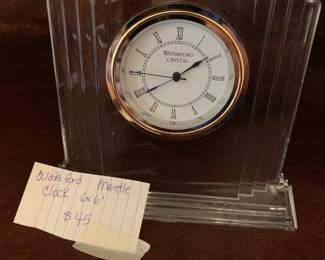 WATERFORD
CRYSTAL
Waterford Mantle
Clock 6x6'
$45